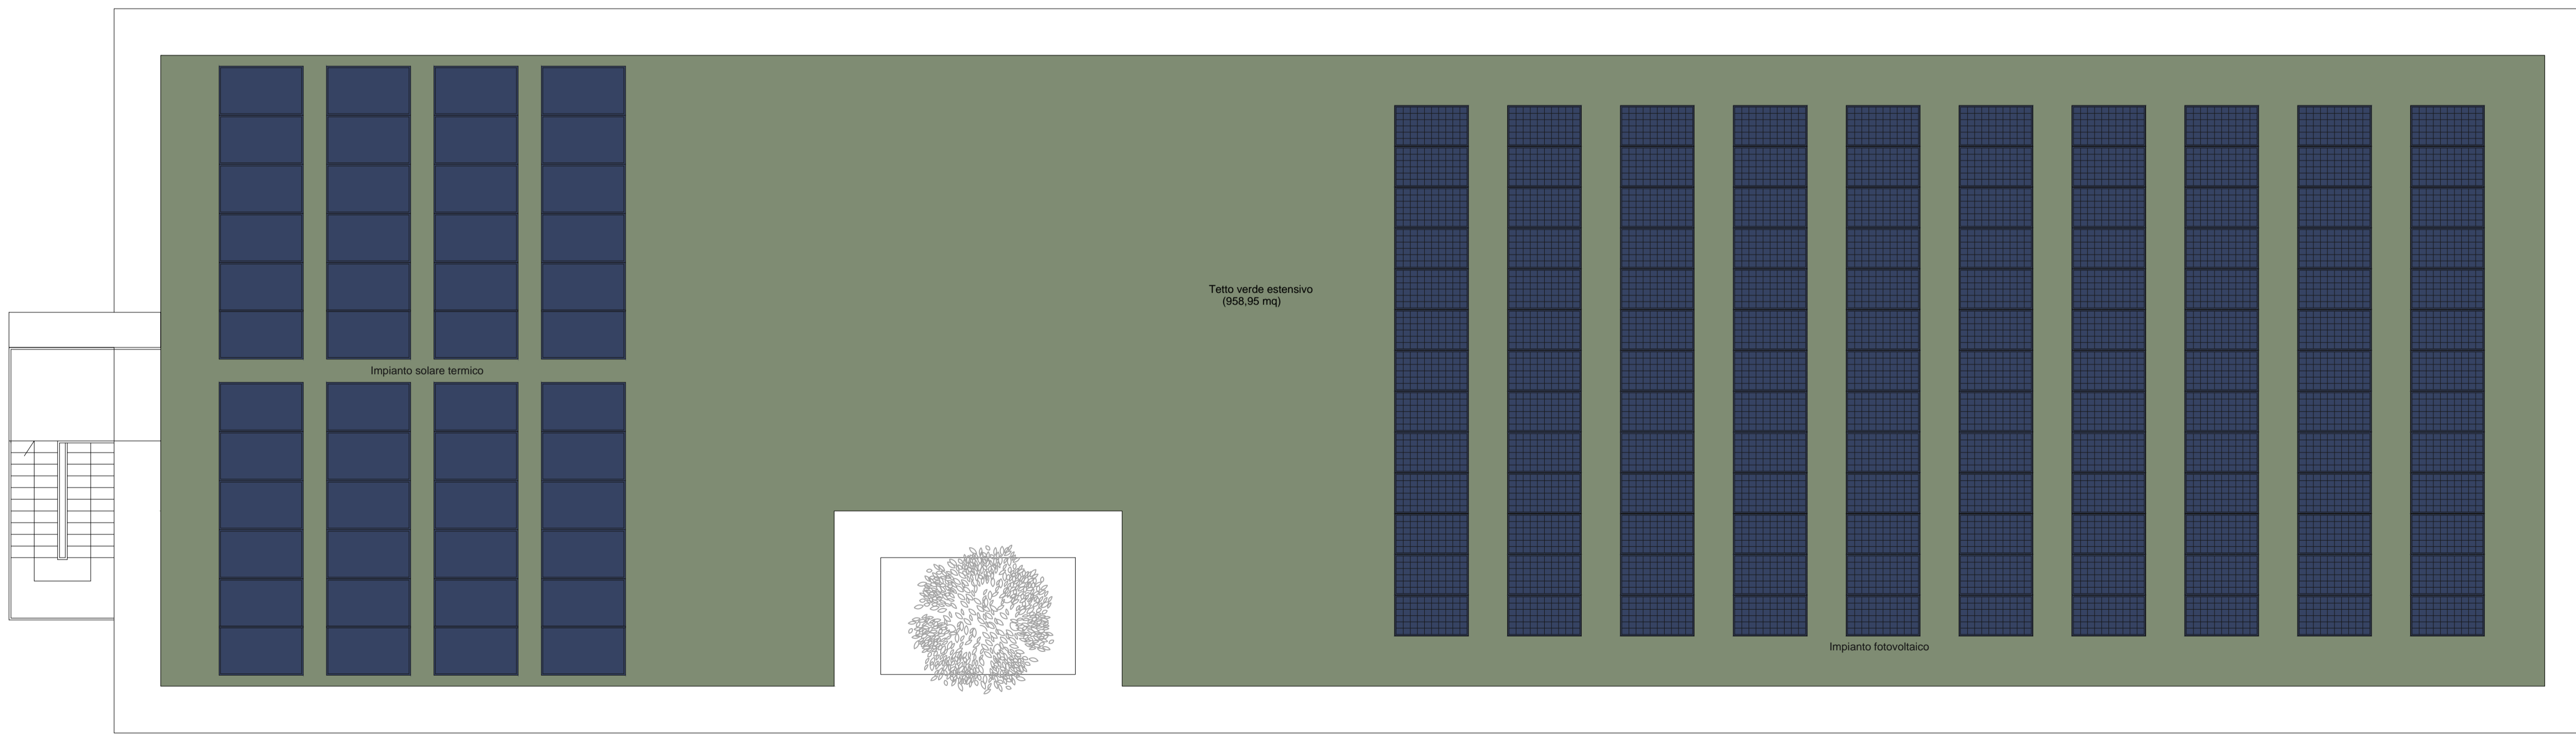 Tetto verde estensivo
(958,95 mq)
Impianto solare termico
Impianto fotovoltaico